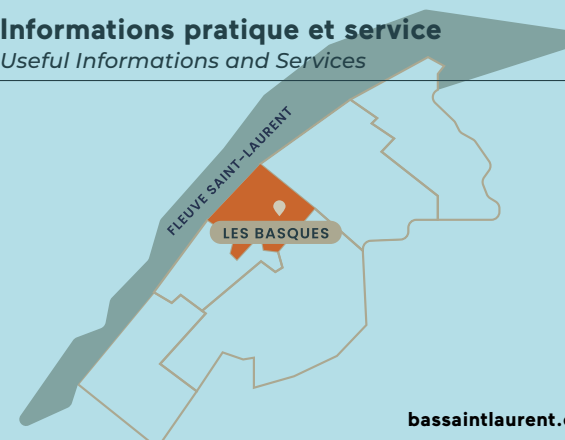 Informations pratique et service
Useful Informations and Services
FLEUVE SAINT-LAURENT
LES BASQUES
bassaintlaurent.